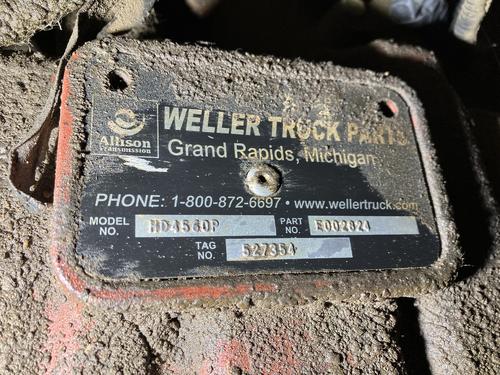 Allison
Transmission
WELLER TRUCK PARTS
Grand Rapids, Michigan
PHONE: 1-800-872-6697 • www.wellertruck.com
MODEL NO. HD4560P PART NO. E002824
TAG NO. 527354